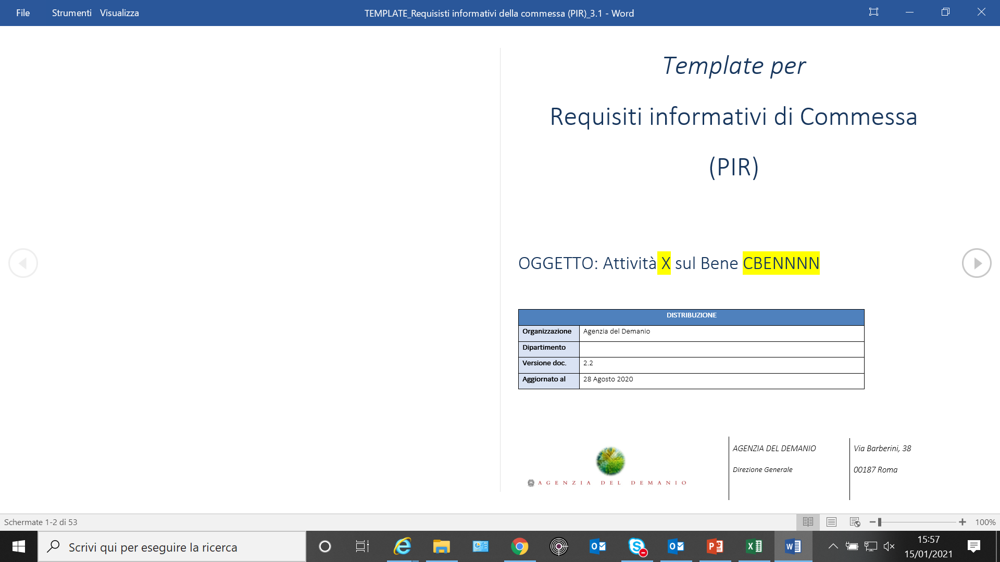 File Strumenti Visualizza TEMPLATE_Requisisti informativi della commessa (PIR)_3.1 - Word
Template per
Requisiti informativi di Commessa
(PIR)
OGGETTO: Attività X sul Bene CBENNNN
DISTRIBUZIONE
Organizzazione Agenzia del Demanio
Dipartimento
Versione doc. 2.2
Aggiornato al 28 Agosto 2020
AGENZIA DEL DEMANIO
AGENZIA DEL DEMANIO
Direzione Generale
Via Barberini, 38
00187 Roma
Schermate 1-2 di 53
100%
Scrivi qui per eseguire la ricerca
15:57
15/01/2021